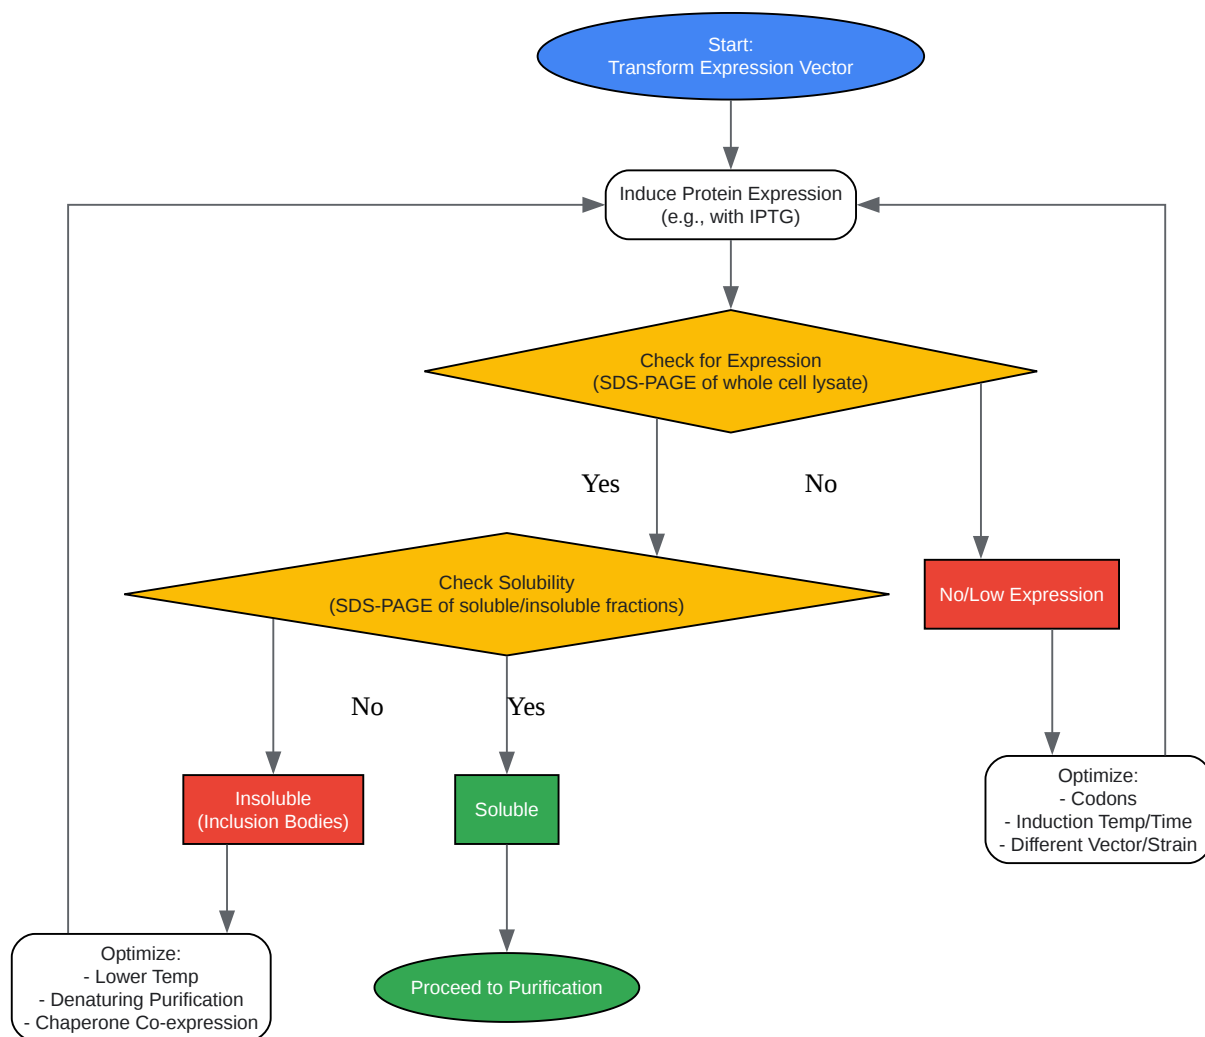 Start:
Transform Expression Vector
Induce Protein Expression
(e.g., with IPTG)
Check for Expression
(SDS-PAGE of whole cell lysate)
Yes
No
Check Solubility
(SDS-PAGE of soluble/insoluble fractions)
No/Low Expression
No
Yes
Insoluble
(Inclusion Bodies)
Soluble
Optimize:
- Codons
- Induction Temp/Time
- Different Vector/Strain
Optimize:
- Lower Temp
- Denaturing Purification
- Chaperone Co-expression
Proceed to Purification